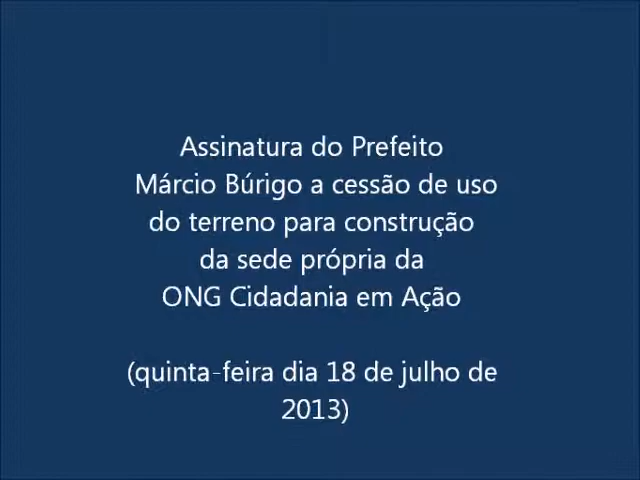 Assinatura do Prefeito
Márcio Búrigo a cessão de uso
do terreno para construção
da sede própria da
ONG Cidadania em Ação
(quinta-feira dia 18 de julho de
2013)